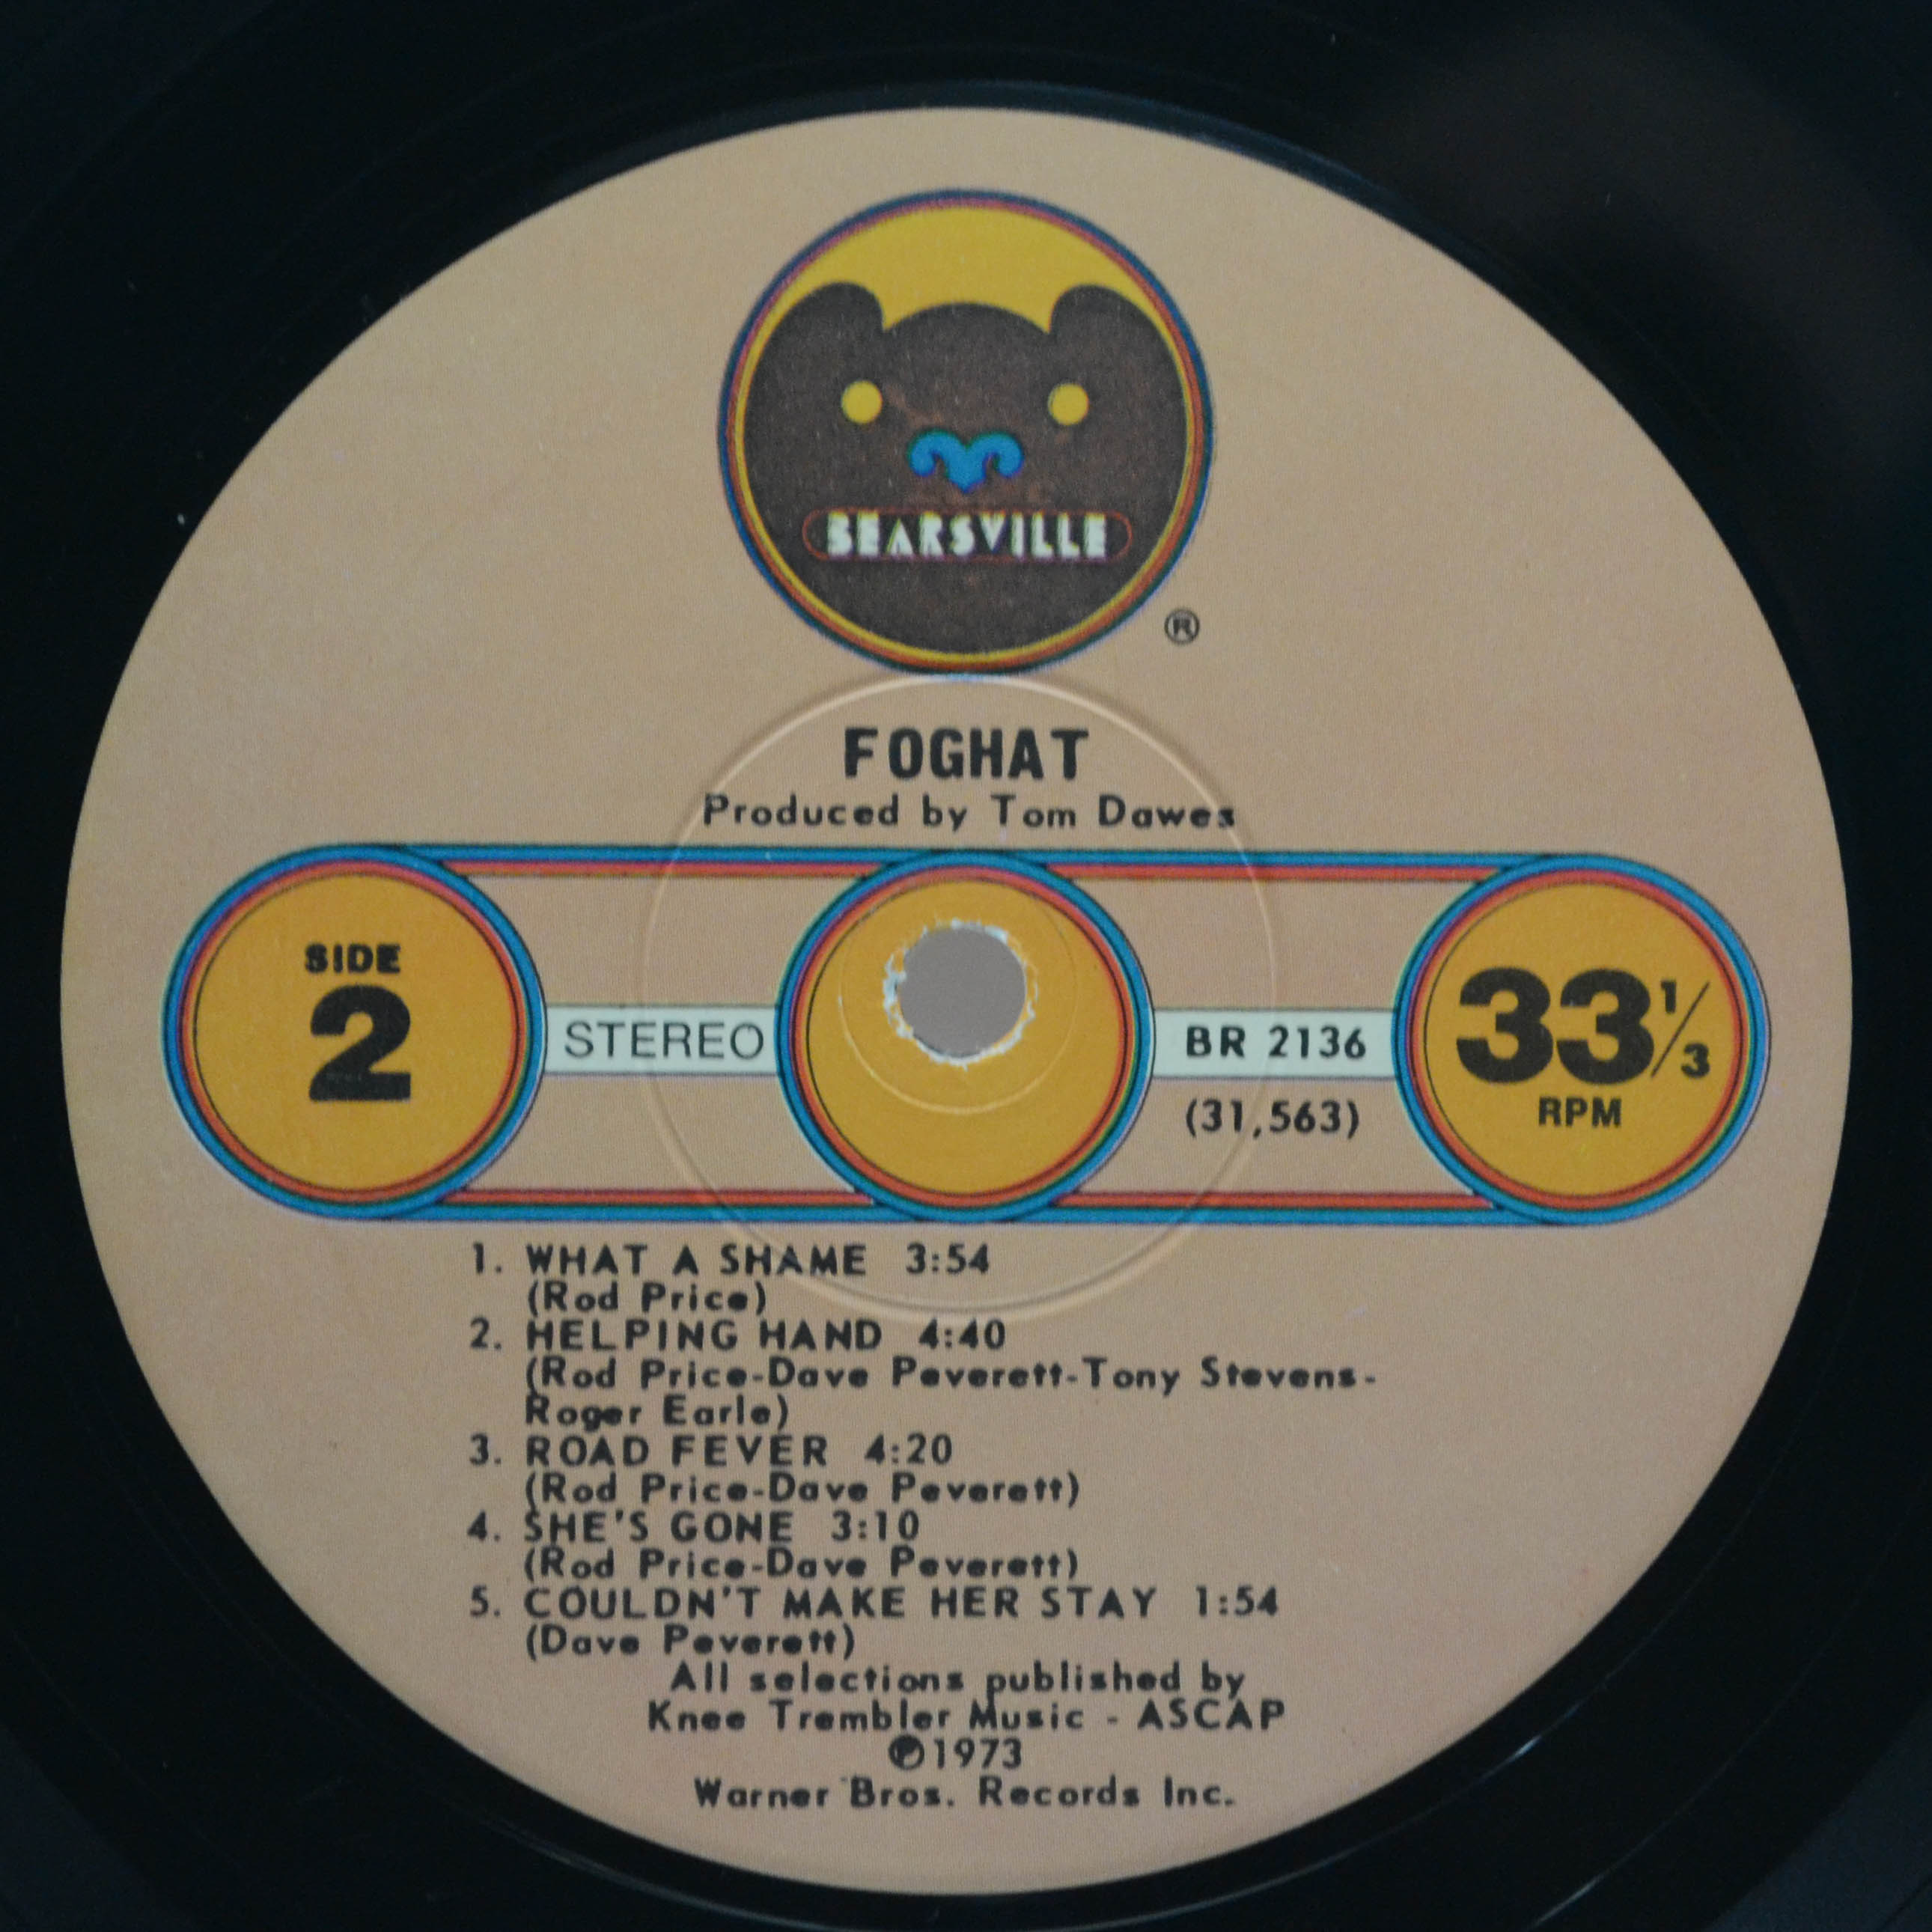 BEARSVILLE
®
FOGHAT
Produced by Tom Dawes
SIDE
2
STEREO
BR 2136
(31,563)
33 1/3
RPM
1. WHAT A SHAME 3:54
(Rod Price)
2. HELPING HAND 4:40
(Rod Price-Dave Peverett-Tony Stevens-
Roger Earle)
3. ROAD FEVER 4:20
(Rod Price-Dave Peverett)
4. SHE'S GONE 3:10
(Rod Price-Dave Peverett)
5. COULDN'T MAKE HER STAY 1:54
(Dave Peverett)
All selections published by
Knee Trembler Music - ASCAP
℗1973
Warner Bros. Records Inc.